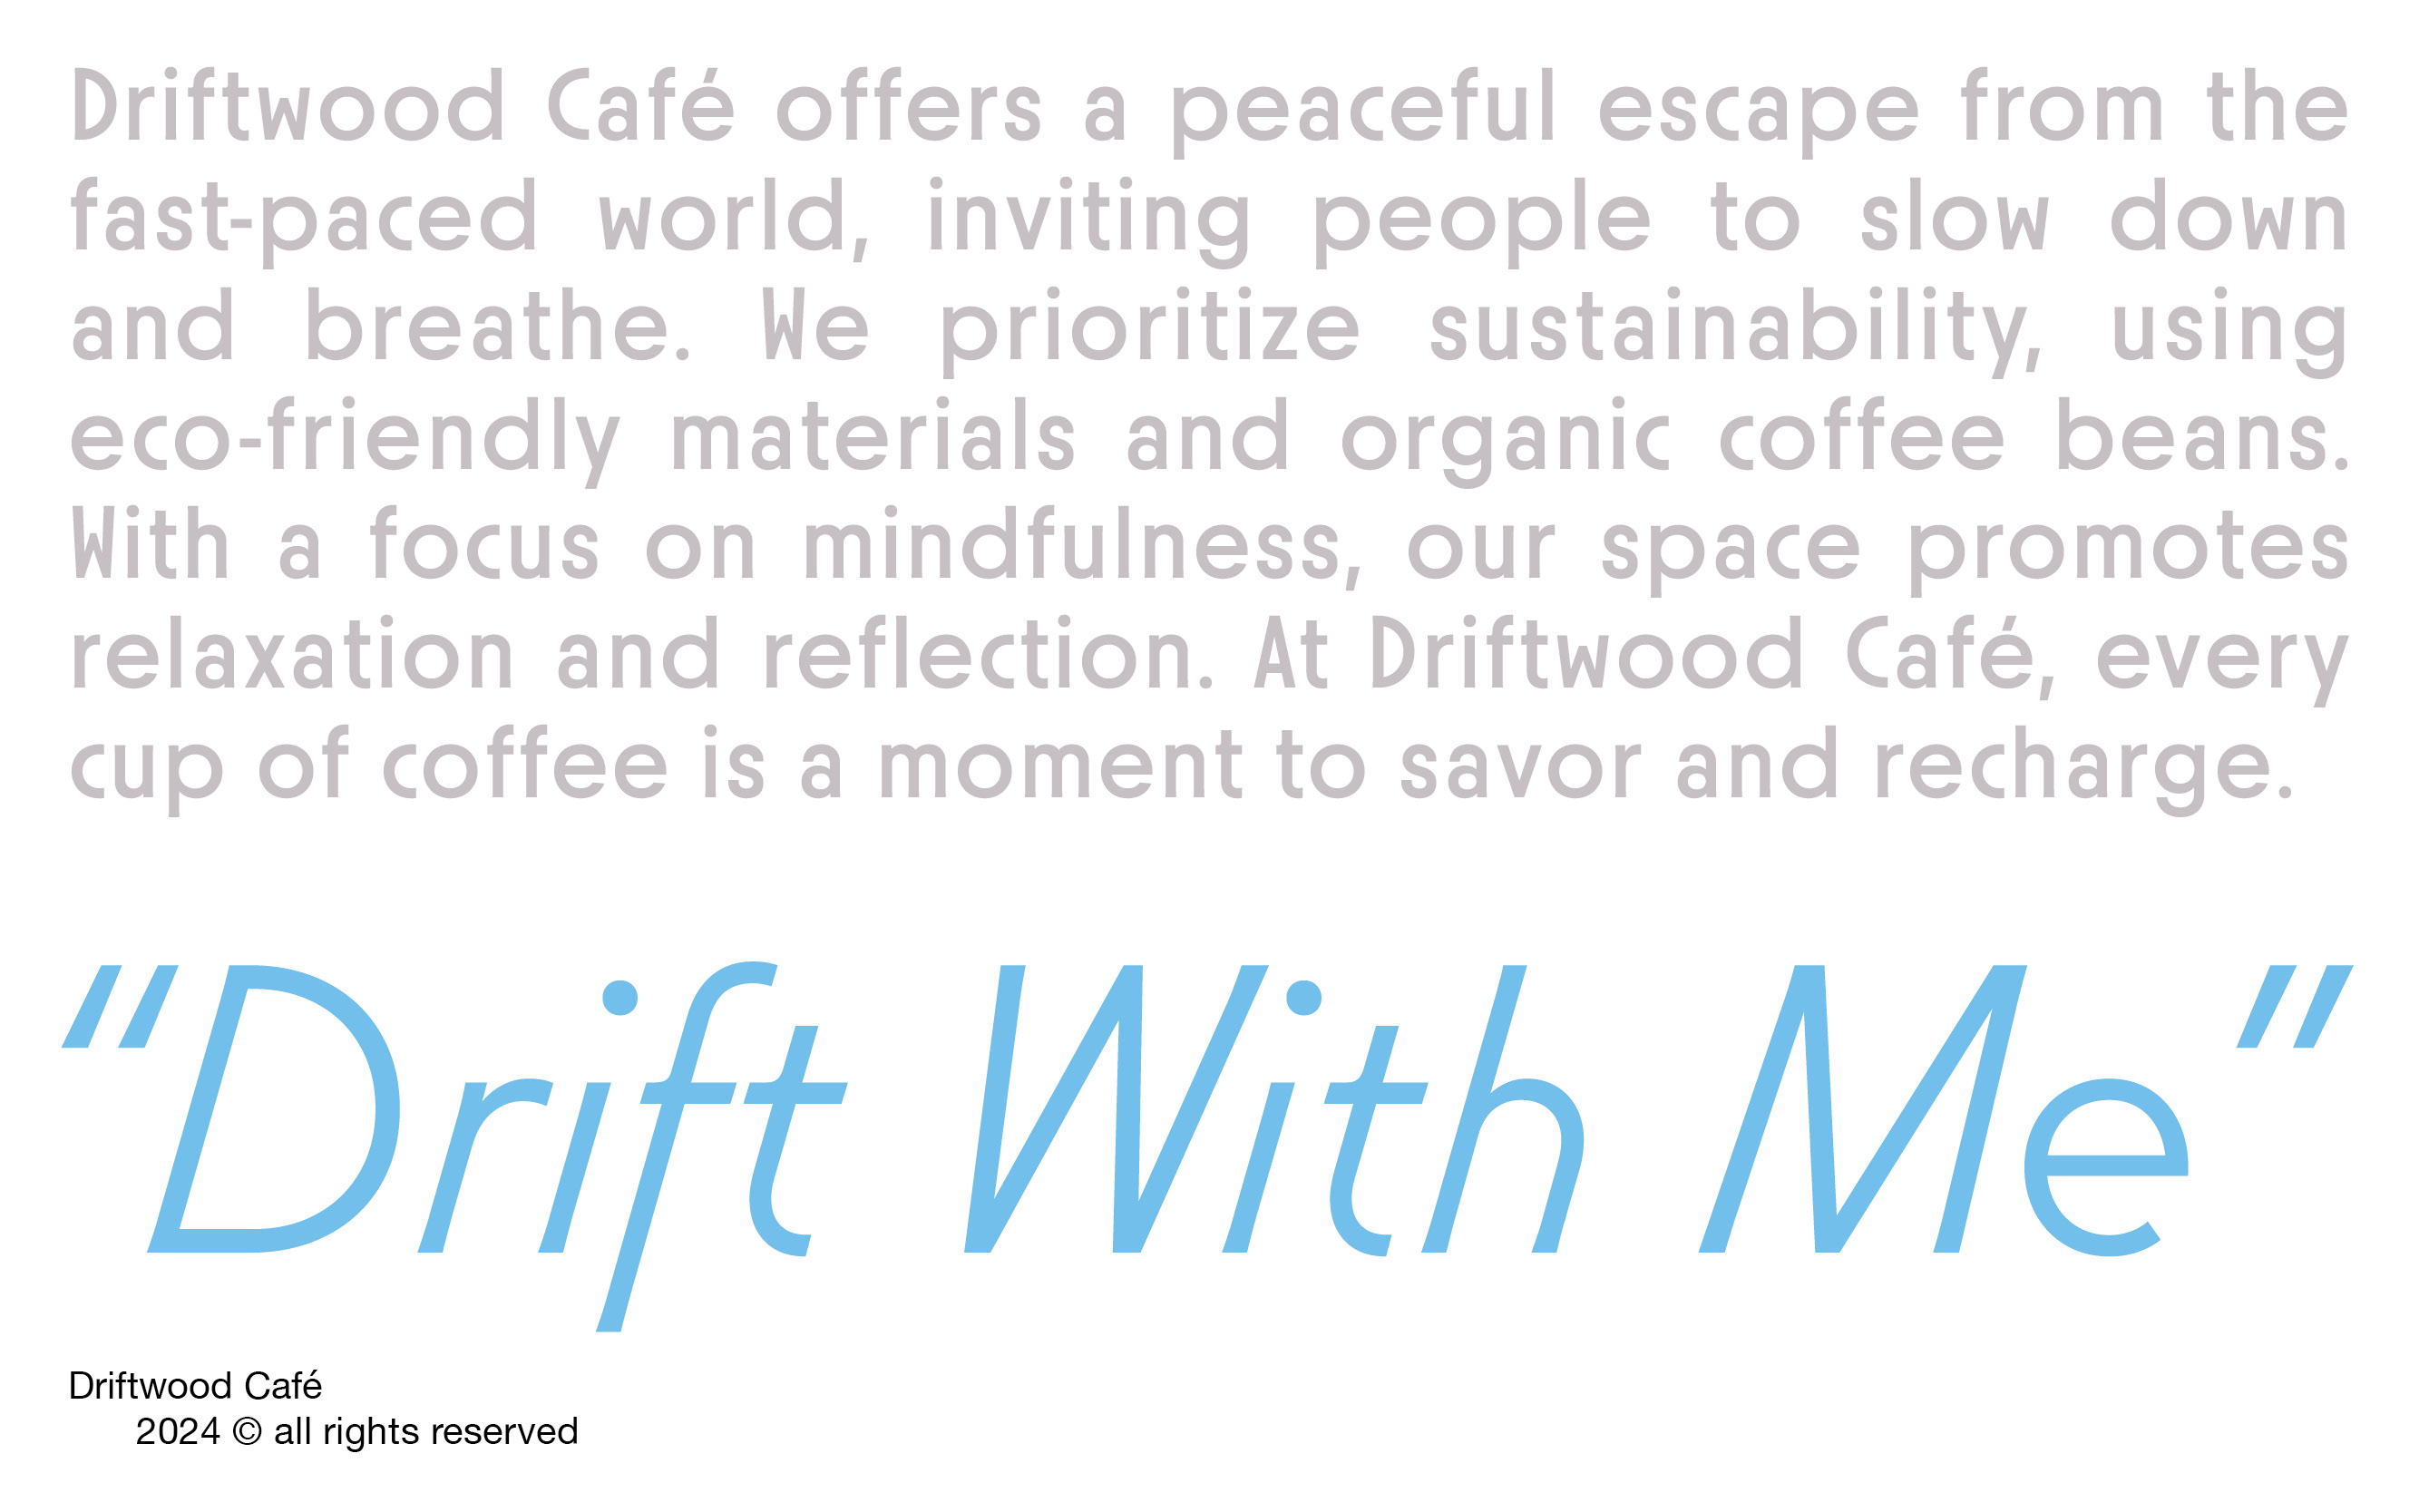 Driftwood Café offers a peaceful escape from the
fast-paced world, inviting people to slow down
and breathe. We prioritize sustainability, using
eco-friendly materials and organic coffee beans.
With a focus on mindfulness, our space promotes
relaxation and reflection. At Driftwood Café, every
cup of coffee is a moment to savor and recharge.
“Drift With Me”
Driftwood Café
2024 © all rights reserved